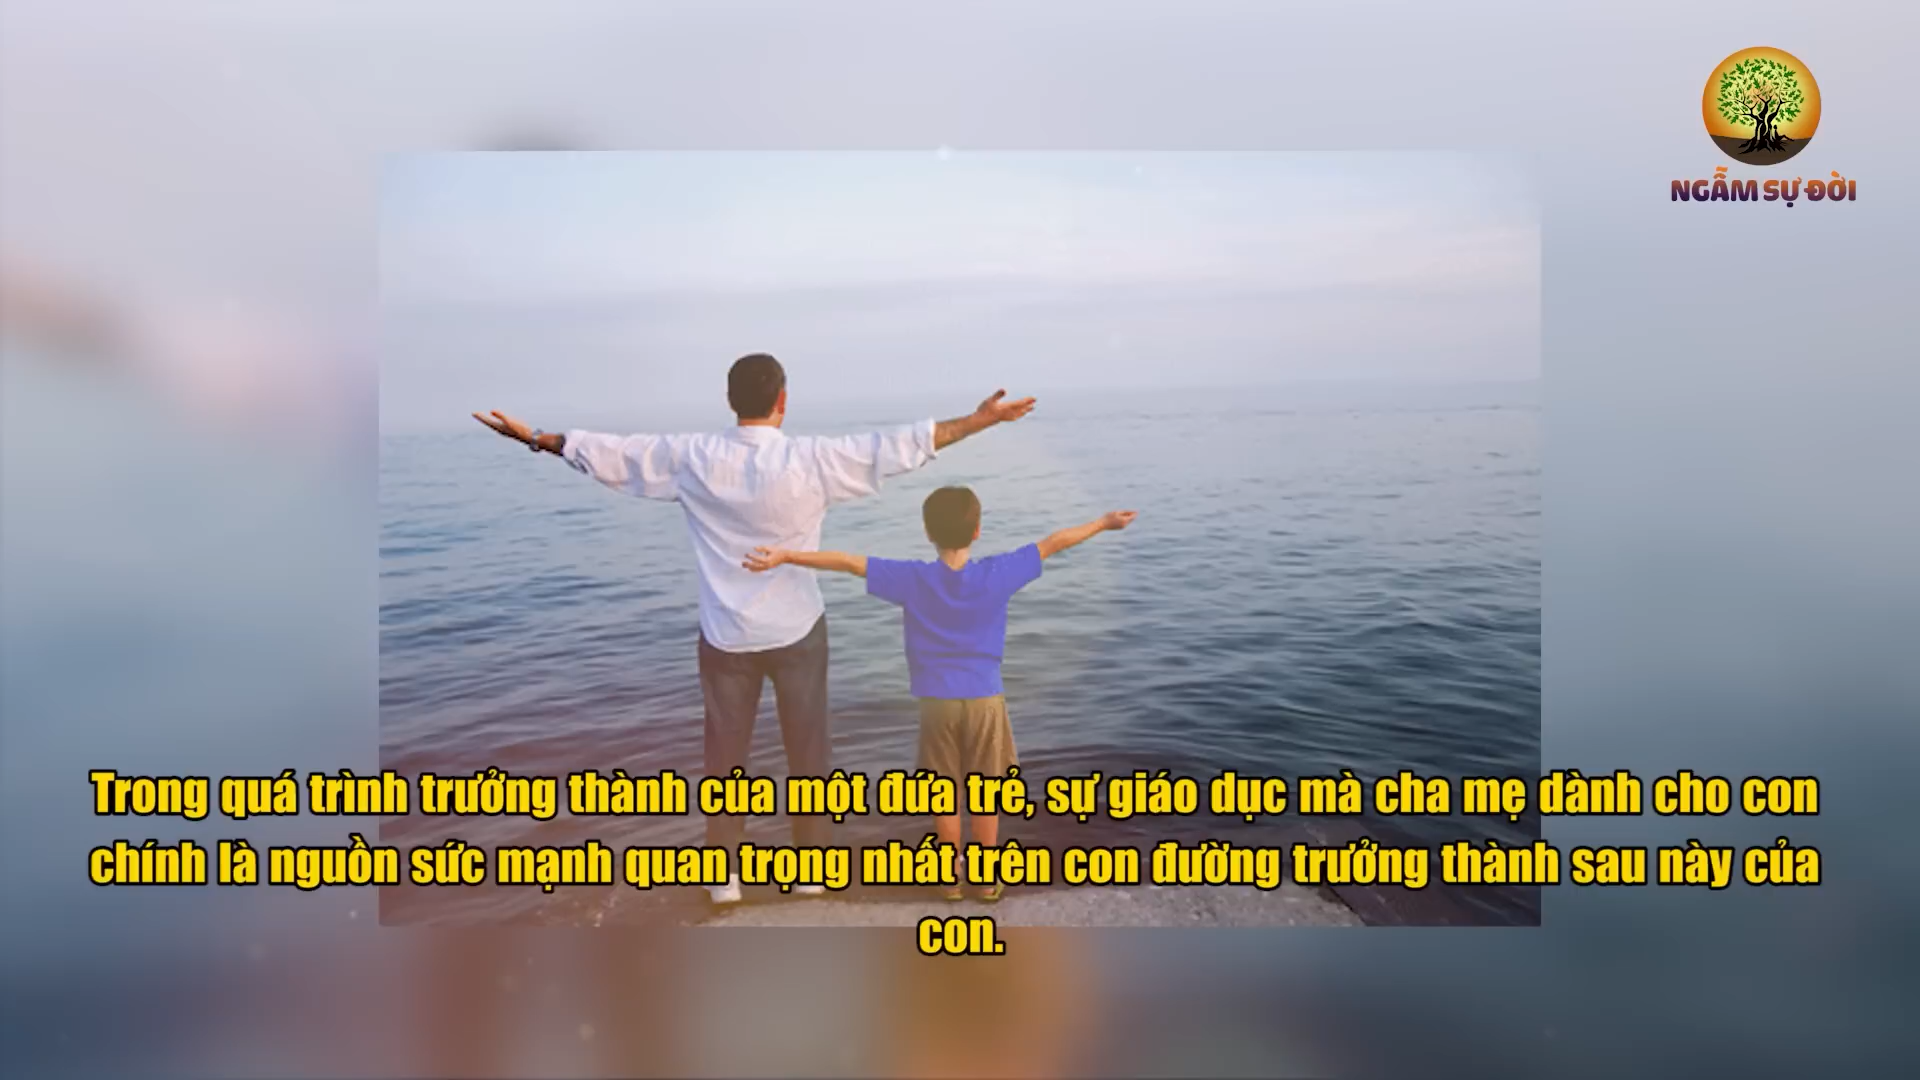 NGẪM SỰ ĐỜI
Trong quá trình trưởng thành của một đứa trẻ, sự giáo dục mà cha mẹ dành cho con
chính là nguồn sức mạnh quan trọng nhất trên con đường trưởng thành sau này của
con.